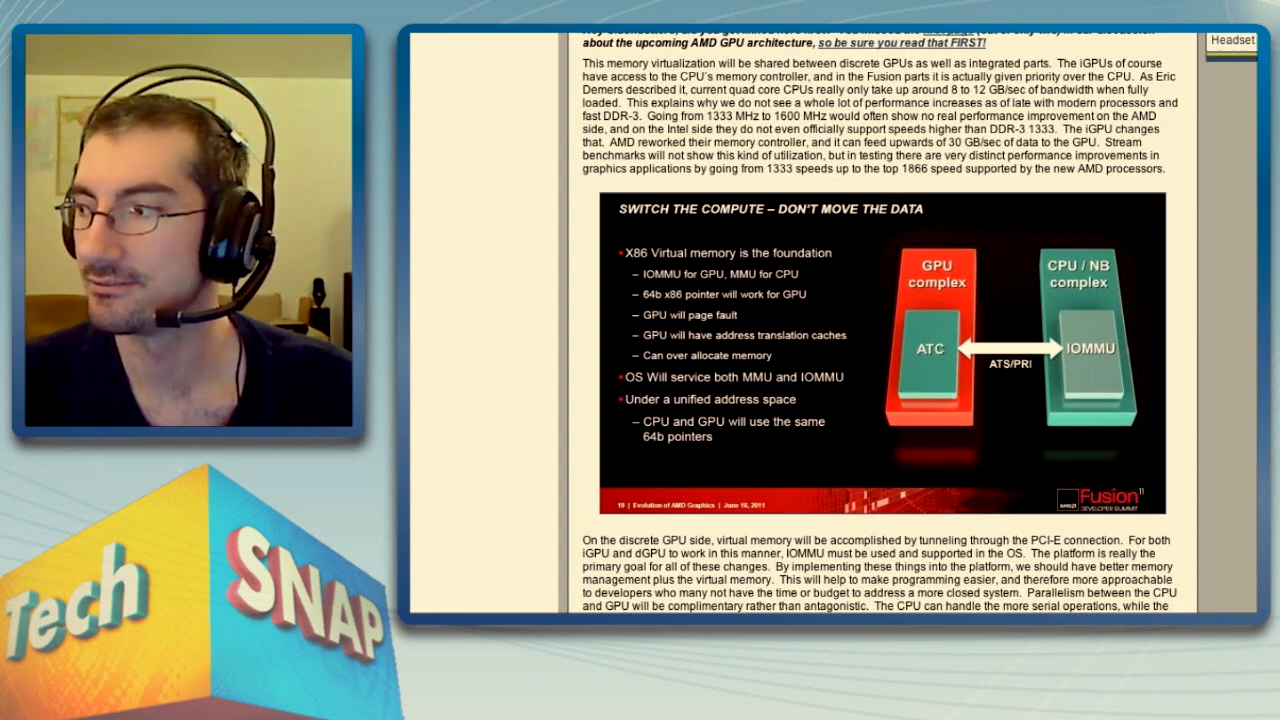 Headset
about the upcoming AMD GPU architecture, so be sure you read that FIRST!
This memory virtualization will be shared between discrete GPUs as well as integrated parts. The iGPUs of course
have access to the CPU's memory controller, and in the Fusion parts it is actually given priority over the CPU. As Eric
Demers described it, current quad core CPUs really only take up around 8 to 12 GB/sec of bandwidth when fully
loaded. This explains why we do not see a whole lot of performance increases as of late with modern processors and
fast DDR-3. Going from 1333 MHz to 1600 MHz would often show no real performance improvement on the AMD
side, and on the Intel side they do not even officially support speeds higher than DDR-3 1333. The iGPU changes
that. AMD reworked their memory controller, and it can feed upwards of 30 GB/sec of data to the GPU. Stream
benchmarks will not show this kind of utilization, but in testing there are very distinct performance improvements in
graphics applications by going from 1333 speeds up to the top 1866 speed supported by the new AMD processors.
SWITCH THE COMPUTE – DON'T MOVE THE DATA
X86 Virtual memory is the foundation
– IOMMU for GPU, MMU for CPU
– 64b x86 pointer will work for GPU
– GPU will page fault
– GPU will have address translation caches
– Can over allocate memory
OS Will service both MMU and IOMMU
Under a unified address space
– CPU and GPU will use the same
64b pointers
GPU
complex
CPU / NB
complex
ATC
IOMMU
ATS/PRI
19 | Evolution of AMD Graphics | June 16, 2011
AMD
Fusion11
DEVELOPER SUMMIT
On the discrete GPU side, virtual memory will be accomplished by tunneling through the PCI-E connection. For both
iGPU and dGPU to work in this manner, IOMMU must be used and supported in the OS. The platform is really the
primary goal for all of these changes. By implementing these things into the platform, we should have better memory
management plus the virtual memory. This will help to make programming easier, and therefore more approachable
to developers who many not have the time or budget to address a more closed system. Parallelism between the CPU
and GPU will be complimentary rather than antagonistic. The CPU can handle the more serial operations, while the
Tech
SNAP